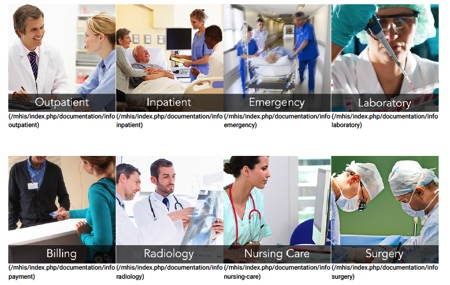 Outpatient Inpatient Emergency Laboratory
(/mhis/index.php/documentation/info (/mhis/index.php/documentation/info (/mhis/index.php/documentation/info (/mhis/index.php/documentation/info
outpatient) inpatient) emergency) laboratory)
Billing Radiology Nursing Care Surgery
(/mhis/index.php/documentation/info (/mhis/index.php/documentation/info (/mhis/index.php/documentation/info (/mhis/index.php/documentation/info
payment) radiology) nursing-care) surgery)